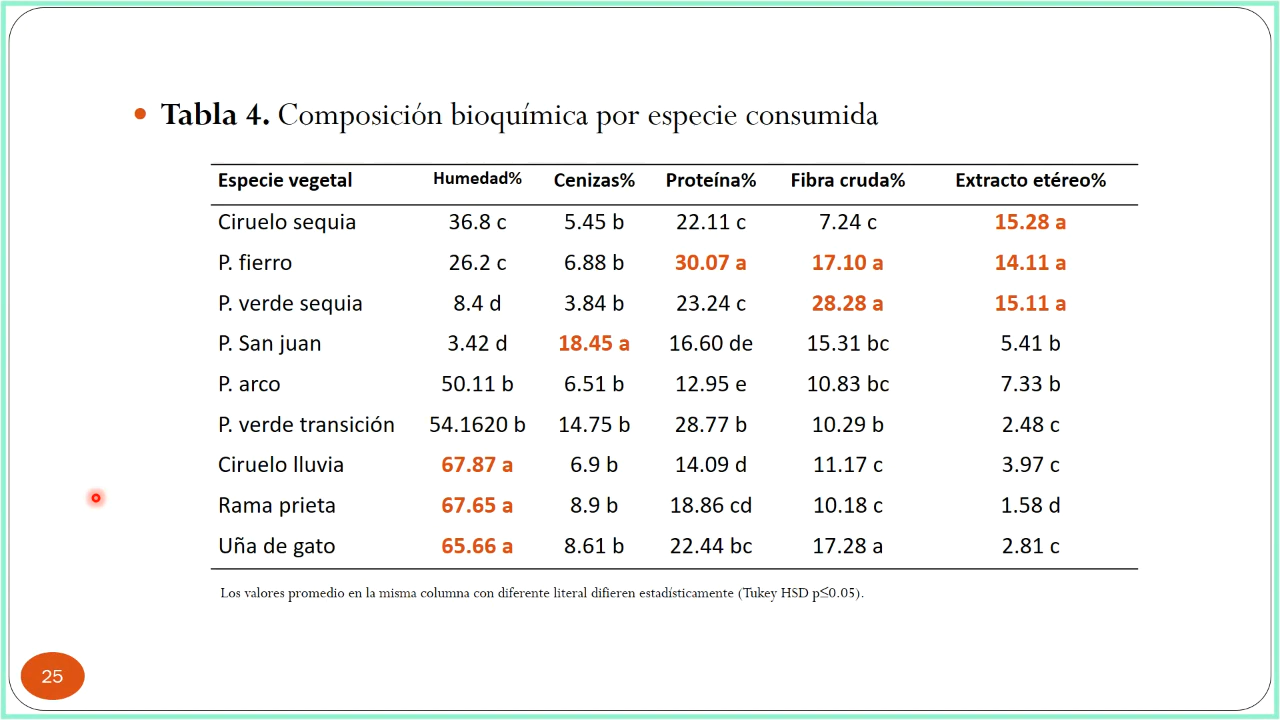 • Tabla 4. Composición bioquímica por especie consumida
Especie vegetal Humedad% Cenizas% Proteína% Fibra cruda% Extracto etéreo%
Ciruelo sequia 36.8 c 5.45 b 22.11 c 7.24 c 15.28 a
P. fierro 26.2 c 6.88 b 30.07 a 17.10 a 14.11 a
P. verde sequia 8.4 d 3.84 b 23.24 c 28.28 a 15.11 a
P. San juan 3.42 d 18.45 a 16.60 de 15.31 bc 5.41 b
P. arco 50.11 b 6.51 b 12.95 e 10.83 bc 7.33 b
P. verde transición 54.1620 b 14.75 b 28.77 b 10.29 b 2.48 c
Ciruelo lluvia 67.87 a 6.9 b 14.09 d 11.17 c 3.97 c
Rama prieta 67.65 a 8.9 b 18.86 cd 10.18 c 1.58 d
Uña de gato 65.66 a 8.61 b 22.44 bc 17.28 a 2.81 c
Los valores promedio en la misma columna con diferente literal difieren estadísticamente (Tukey HSD p≤0.05).
25